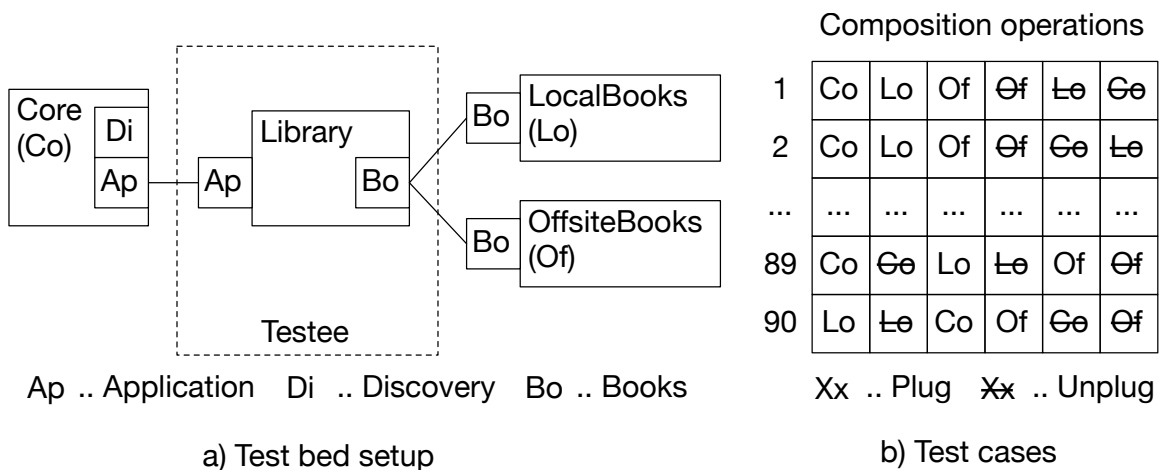 Composition operations
Core
(Co)
Di
Ap
Ap
Library
Bo
Bo
LocalBooks
(Lo)
Bo
OffsiteBooks
(Of)
Testee
1 Co Lo Of Of Lo Co
2 Co Lo Of Of Co Lo
... ... ... ... ... ... ...
89 Co Co Lo Lo Of Of
90 Lo Lo Co Of Co Of
Ap .. Application Di .. Discovery Bo .. Books
Xx .. Plug Xx .. Unplug
a) Test bed setup
b) Test cases